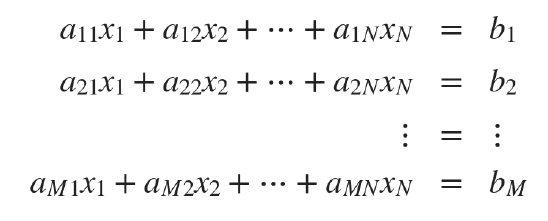 a₁₁x₁ + a₁₂x₂ + ⋯ + a₁NxN = b₁
a₂₁x₁ + a₂₂x₂ + ⋯ + a₂NxN = b₂
⋮ = ⋮
aM₁x₁ + aM₂x₂ + ⋯ + aMNxN = bM